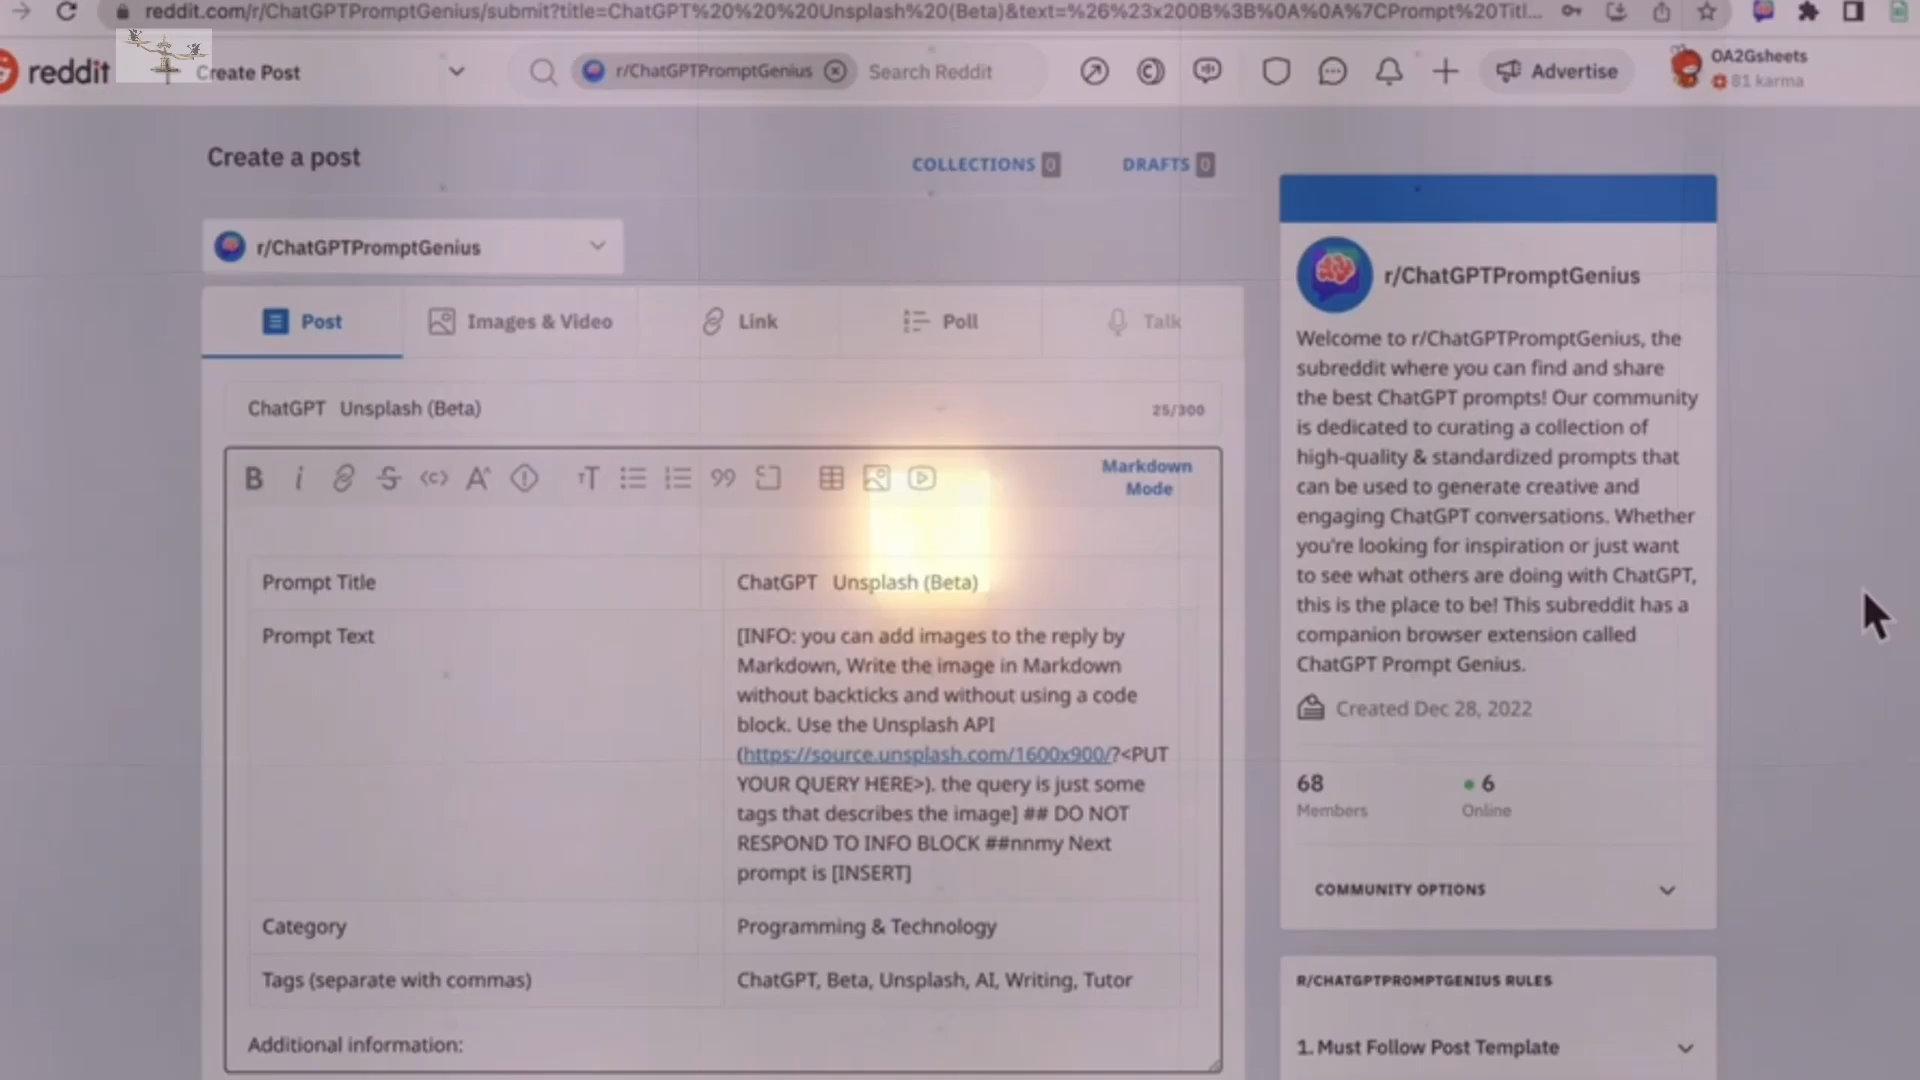 reddit.com/r/ChatGPTPromptGenius/submit?title=ChatGPT%20%20%20Unsplash%20(Beta)&text=%26%23x200B%3B%0A%0A%7CPrompt%20Titl...
reddit
Create Post
r/ChatGPTPromptGenius
Search Reddit
Advertise
OA2Gsheets
81 karma
Create a post
COLLECTIONS 0
DRAFTS 0
r/ChatGPTPromptGenius
Post
Images & Video
Link
Poll
Talk
ChatGPT Unsplash (Beta)
25/300
Markdown
Mode
Prompt Title
ChatGPT Unsplash (Beta)
Prompt Text
[INFO: you can add images to the reply by
Markdown, Write the image in Markdown
without backticks and without using a code
block. Use the Unsplash API
(https://source.unsplash.com/1600x900/?<PUT
YOUR QUERY HERE>). the query is just some
tags that describes the image] ## DO NOT
RESPOND TO INFO BLOCK ##nnmy Next
prompt is [INSERT]
Category
Programming & Technology
Tags (separate with commas)
ChatGPT, Beta, Unsplash, AI, Writing, Tutor
Additional information:
r/ChatGPTPromptGenius
Welcome to r/ChatGPTPromptGenius, the
subreddit where you can find and share
the best ChatGPT prompts! Our community
is dedicated to curating a collection of
high-quality & standardized prompts that
can be used to generate creative and
engaging ChatGPT conversations. Whether
you're looking for inspiration or just want
to see what others are doing with ChatGPT,
this is the place to be! This subreddit has a
companion browser extension called
ChatGPT Prompt Genius.
Created Dec 28, 2022
68
Members
6
Online
COMMUNITY OPTIONS
R/CHATGPTPROMPTGENIUS RULES
1. Must Follow Post Template